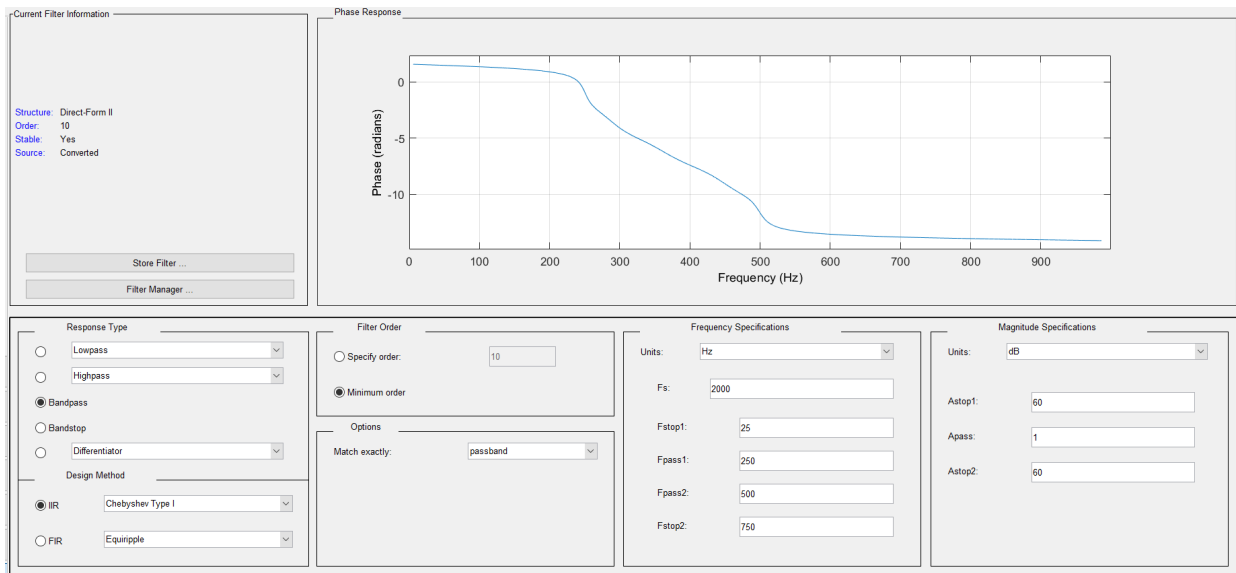 Current Filter Information
Structure: Direct-Form II
Order: 10
Stable: Yes
Source: Converted
Store Filter ...
Filter Manager ...
Phase Response
0
-5
-10
Phase (radians)
0 100 200 300 400 500 600 700 800 900
Frequency (Hz)
Response Type
Lowpass
Highpass
Bandpass
Bandstop
Differentiator
Design Method
IIR Chebyshev Type I
FIR Equiripple
Filter Order
Specify order: 10
Minimum order
Options
Match exactly: passband
Frequency Specifications
Units: Hz
Fs: 2000
Fstop1: 25
Fpass1: 250
Fpass2: 500
Fstop2: 750
Magnitude Specifications
Units: dB
Astop1: 60
Apass: 1
Astop2: 60